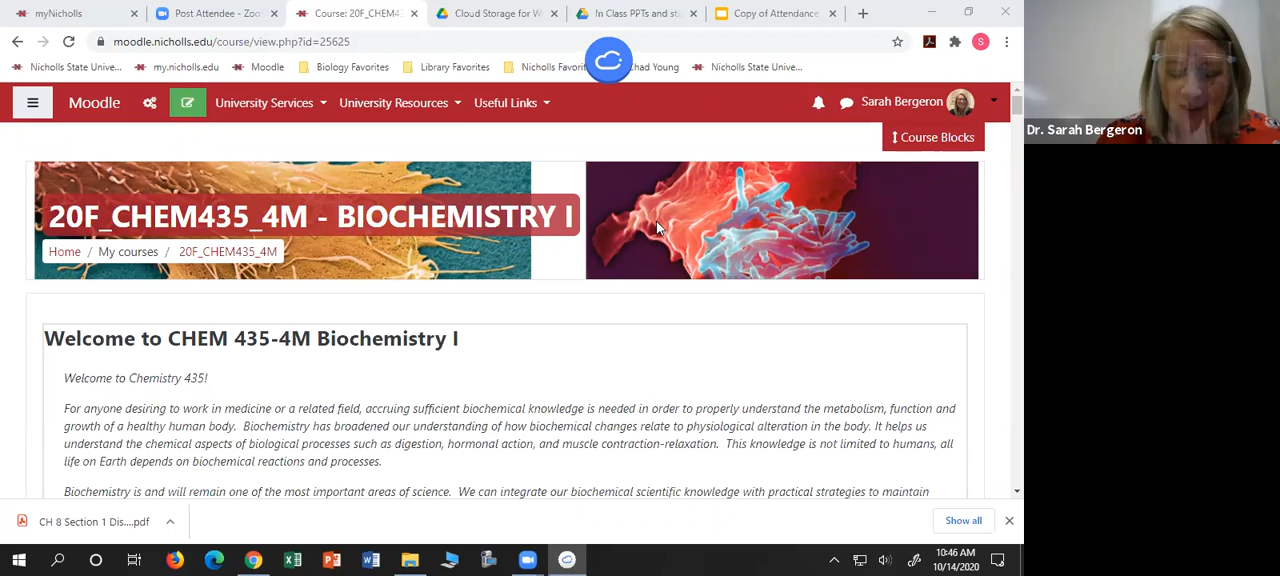 myNicholls
Post Attendee - Zoo
Course: 20F_CHEM43
Cloud Storage for W
In Class PPTs and stu
Copy of Attendance
moodle.nicholls.edu/course/view.php?id=25625
S
Nicholls State Unive...
my.nicholls.edu
Moodle
Biology Favorites
Library Favorites
Nicholls Favorit
had Young
Nicholls State Unive...
Moodle
University Services
University Resources
Useful Links
Sarah Bergeron
Course Blocks
20F_CHEM435_4M - BIOCHEMISTRY I
Home / My courses / 20F_CHEM435_4M
Welcome to CHEM 435-4M Biochemistry I
Welcome to Chemistry 435!
For anyone desiring to work in medicine or a related field, accruing sufficient biochemical knowledge is needed in order to properly understand the metabolism, function and
growth of a healthy human body. Biochemistry has broadened our understanding of how biochemical changes relate to physiological alteration in the body. It helps us
understand the chemical aspects of biological processes such as digestion, hormonal action, and muscle contraction-relaxation. This knowledge is not limited to humans, all
life on Earth depends on biochemical reactions and processes.
Biochemistry is and will remain one of the most important areas of science. We can integrate our biochemical scientific knowledge with practical strategies to maintain
CH 8 Section 1 Dis....pdf
Show all
10:46 AM
10/14/2020
Dr. Sarah Bergeron